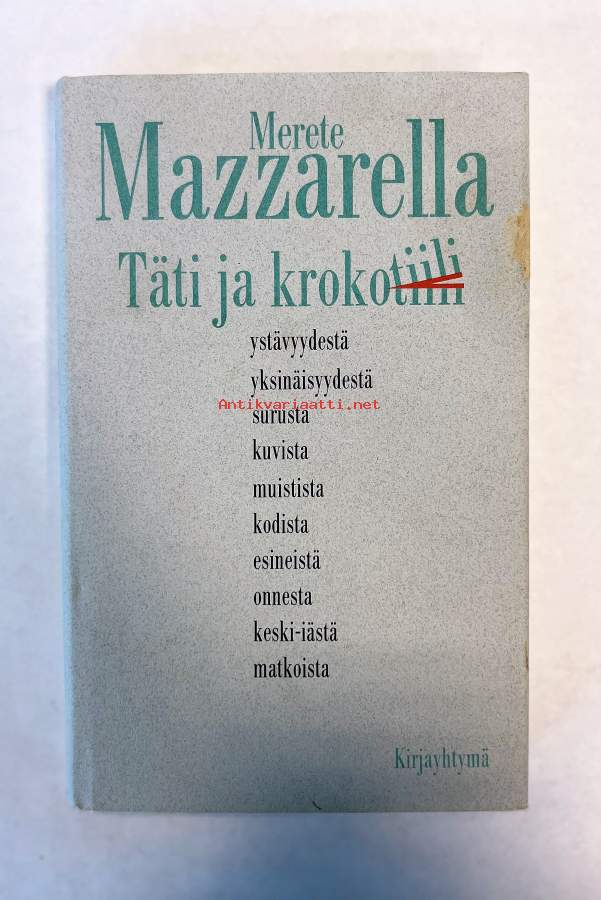 Merete
Mazzarella
Täti ja krokotiili
ystävyydestä
yksinäisyydestä
Antikvariaatti.net
surusta
kuvista
muistista
kodista
esineistä
onnesta
keski-iästä
matkoista
Kirjayhtymä